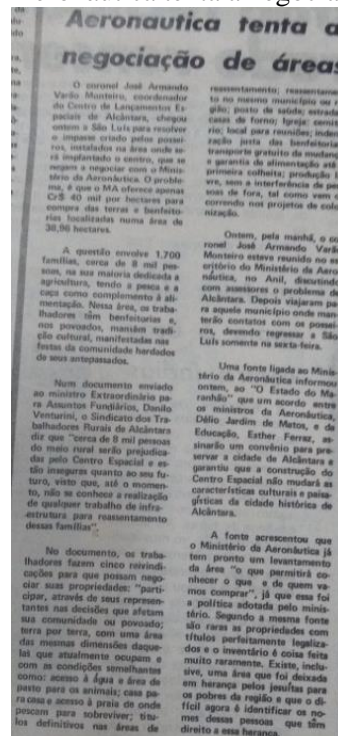 Aeronautica tenta a
negociação de áreas
O coronel José Armando
Varão Monteiro, coordenador
do Centro de Lançamentos Es-
paciais de Alcântara, chegou
ontem a São Luís para resolver
o impasse criado pelos possei-
ros, instalados na área onde se-
rá implantado o centro, que se
negam a negociar com o Minis-
tério da Aeronáutica. O proble-
ma, é que o MA oferece apenas
Cr$ 40 mil por hectares para
compra das terras e benfeito-
rias localizadas numa área de
hectares.
A questão envolve 1.700
famílias, cerca de 8 mil pes-
soas, na sua maioria dedicada a
agricultura, tendo a pesca e a
caça como complemento à ali-
mentação. Nessa área, os traba-
lhadores têm benfeitorias e,
nos povoados, mantêm tradi-
ção cultural, manifestadas nas
festas da comunidade herdados
de seus antepassados.
Num documento enviado
ao ministro Extraordinário pa-
ra Assuntos Fundiários, Danilo
Venturini, o Sindicato dos Tra-
balhadores Rurais de Alcântara
diz que "cerca de 8 mil pessoas
do meio rural serão prejudica-
das pelo Centro Espacial e es-
tão inseguras quanto ao seu fu-
turo, visto que, até o momen-
to, não se conhece a realização
de qualquer trabalho de infra-
estrutura para reassentamento
dessas famílias".
No documento, os traba-
lhadores fazem cinco reivindi-
cações para que possam nego-
ciar suas propriedades: "parti-
cipar, através de seus represen-
tantes nas decisões que afetam
sua comunidade ou povoado;
terra por terra, com uma área
das mesmas dimensões daque-
las que atualmente ocupam e
com as condições semelhantes
como: acesso à água e área de
pasto para os animais; casa pa-
ra casa e acesso à praia de onde
pescam para sobreviver; títu-
los definitivos nas áreas de
reassentamento; reassentamen-
to no mesmo município ou re-
gião; posto de saúde, estrada
casas de forno; Igreja; cemité-
rio; local para reuniões; indeni-
zação justa das benfeitorias
transporte gratuito da mudança
e garantia de alimentação até
primeira colheita; produção li-
vre, sem a interferência de pes-
soas de fora, tal como vem o-
correndo nos projetos de colo-
nização.
Ontem, pela manhã, o co-
ronel José Armando Varão
Monteiro esteve reunido no es-
critório do Ministério da Aero-
náutica, no Anil, discutindo
com assessores o problema de
Alcântara. Depois viajaram pa-
ra aquele município onde man-
terão contatos com os possei-
ros, devendo regressar a São
Luís somente na sexta-feira.
Uma fonte ligada ao Minis-
tério da Aeronáutica informou
ontem, ao "O Estado do Ma-
ranhão" que um acordo entre
os ministros da Aeronáutica,
Délio Jardim de Matos, e da
Educação, Esther Ferraz, as-
sinarão um convênio para pre-
servar a cidade de Alcântara e
garantiu que a construção do
Centro Espacial não mudará as
características culturais e paisa-
gísticas da cidade histórica de
Alcântara.
A fonte acrescentou que
o Ministério da Aeronáutica já
tem pronto um levantamento
da área "o que permitirá co-
nhecer o que e de quem va-
mos comprar", já que essa foi
a política adotada pelo minis-
tério. Segundo a mesma fonte
são raras as propriedades com
títulos perfeitamente legaliza-
dos e o inventário é coisa feita
muito raramente. Existe, inclu-
sive, uma área que foi deixada
em herança pelos jesuítas para
os pobres da região e que o di-
fícil agora é identificar os no-
mes dessas pessoas que têm
direito a essa herança.